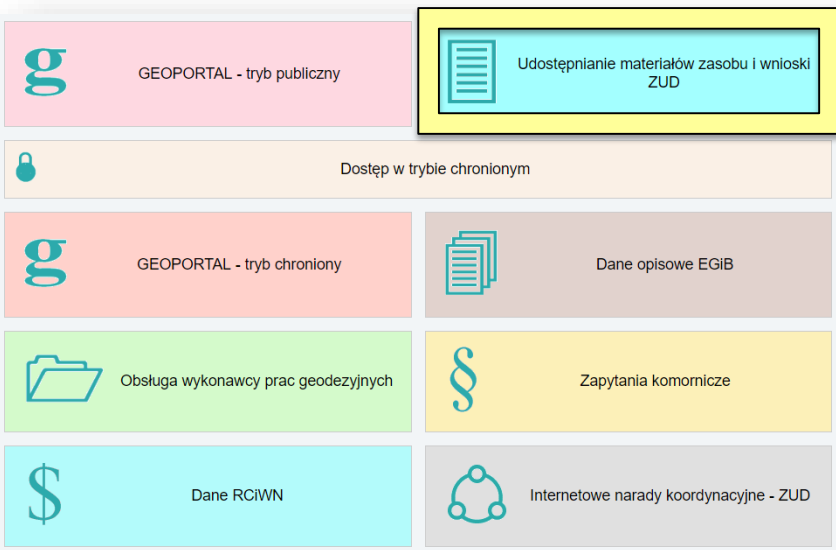 g
GEOPORTAL - tryb publiczny
Udostępnianie materiałów zasobu i wnioski
ZUD
Dostęp w trybie chronionym
g
GEOPORTAL - tryb chroniony
Dane opisowe EGiB
Obsługa wykonawcy prac geodezyjnych
§
Zapytania komornicze
$
Dane RCiWN
Internetowe narady koordynacyjne - ZUD